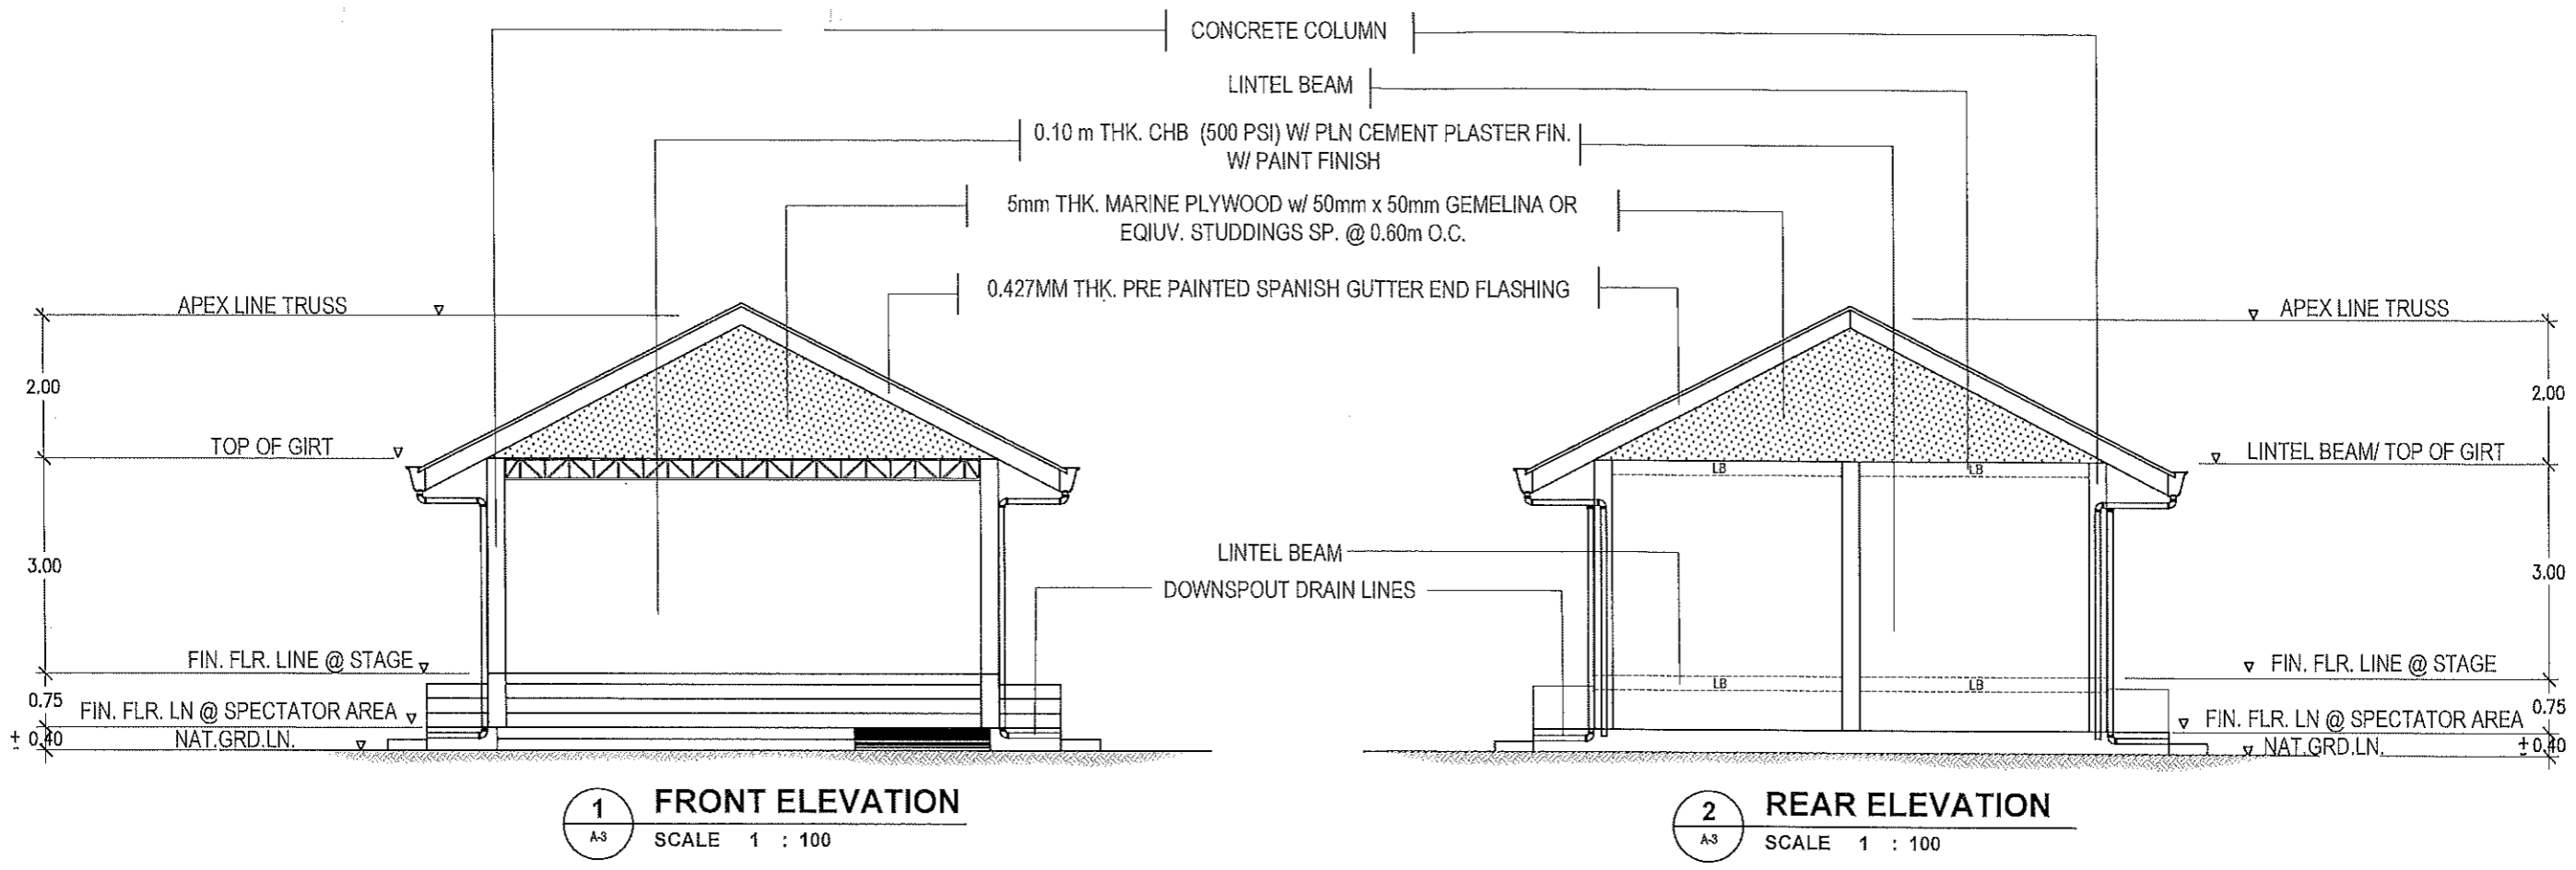 CONCRETE COLUMN
LINTEL BEAM
0.10 m THK. CHB (500 PSI) W/ PLN CEMENT PLASTER FIN.
W/ PAINT FINISH
5mm THK. MARINE PLYWOOD w/ 50mm x 50mm GEMELINA OR
EQIUV. STUDDINGS SP. @ 0.60m O.C.
0.427MM THK. PRE PAINTED SPANISH GUTTER END FLASHING
APEX LINE TRUSS
2.00
TOP OF GIRT
3.00
FIN. FLR. LINE @ STAGE
0.75
FIN. FLR. LN @ SPECTATOR AREA
± 0.40
NAT.GRD.LN.
LINTEL BEAM
DOWNSPOUT DRAIN LINES
APEX LINE TRUSS
2.00
LINTEL BEAM/ TOP OF GIRT
LB
LB
3.00
FIN. FLR. LINE @ STAGE
LB
LB
0.75
FIN. FLR. LN @ SPECTATOR AREA
NAT.GRD.LN.
±0.40
1
A-3
FRONT ELEVATION
SCALE 1 : 100
2
A-3
REAR ELEVATION
SCALE 1 : 100